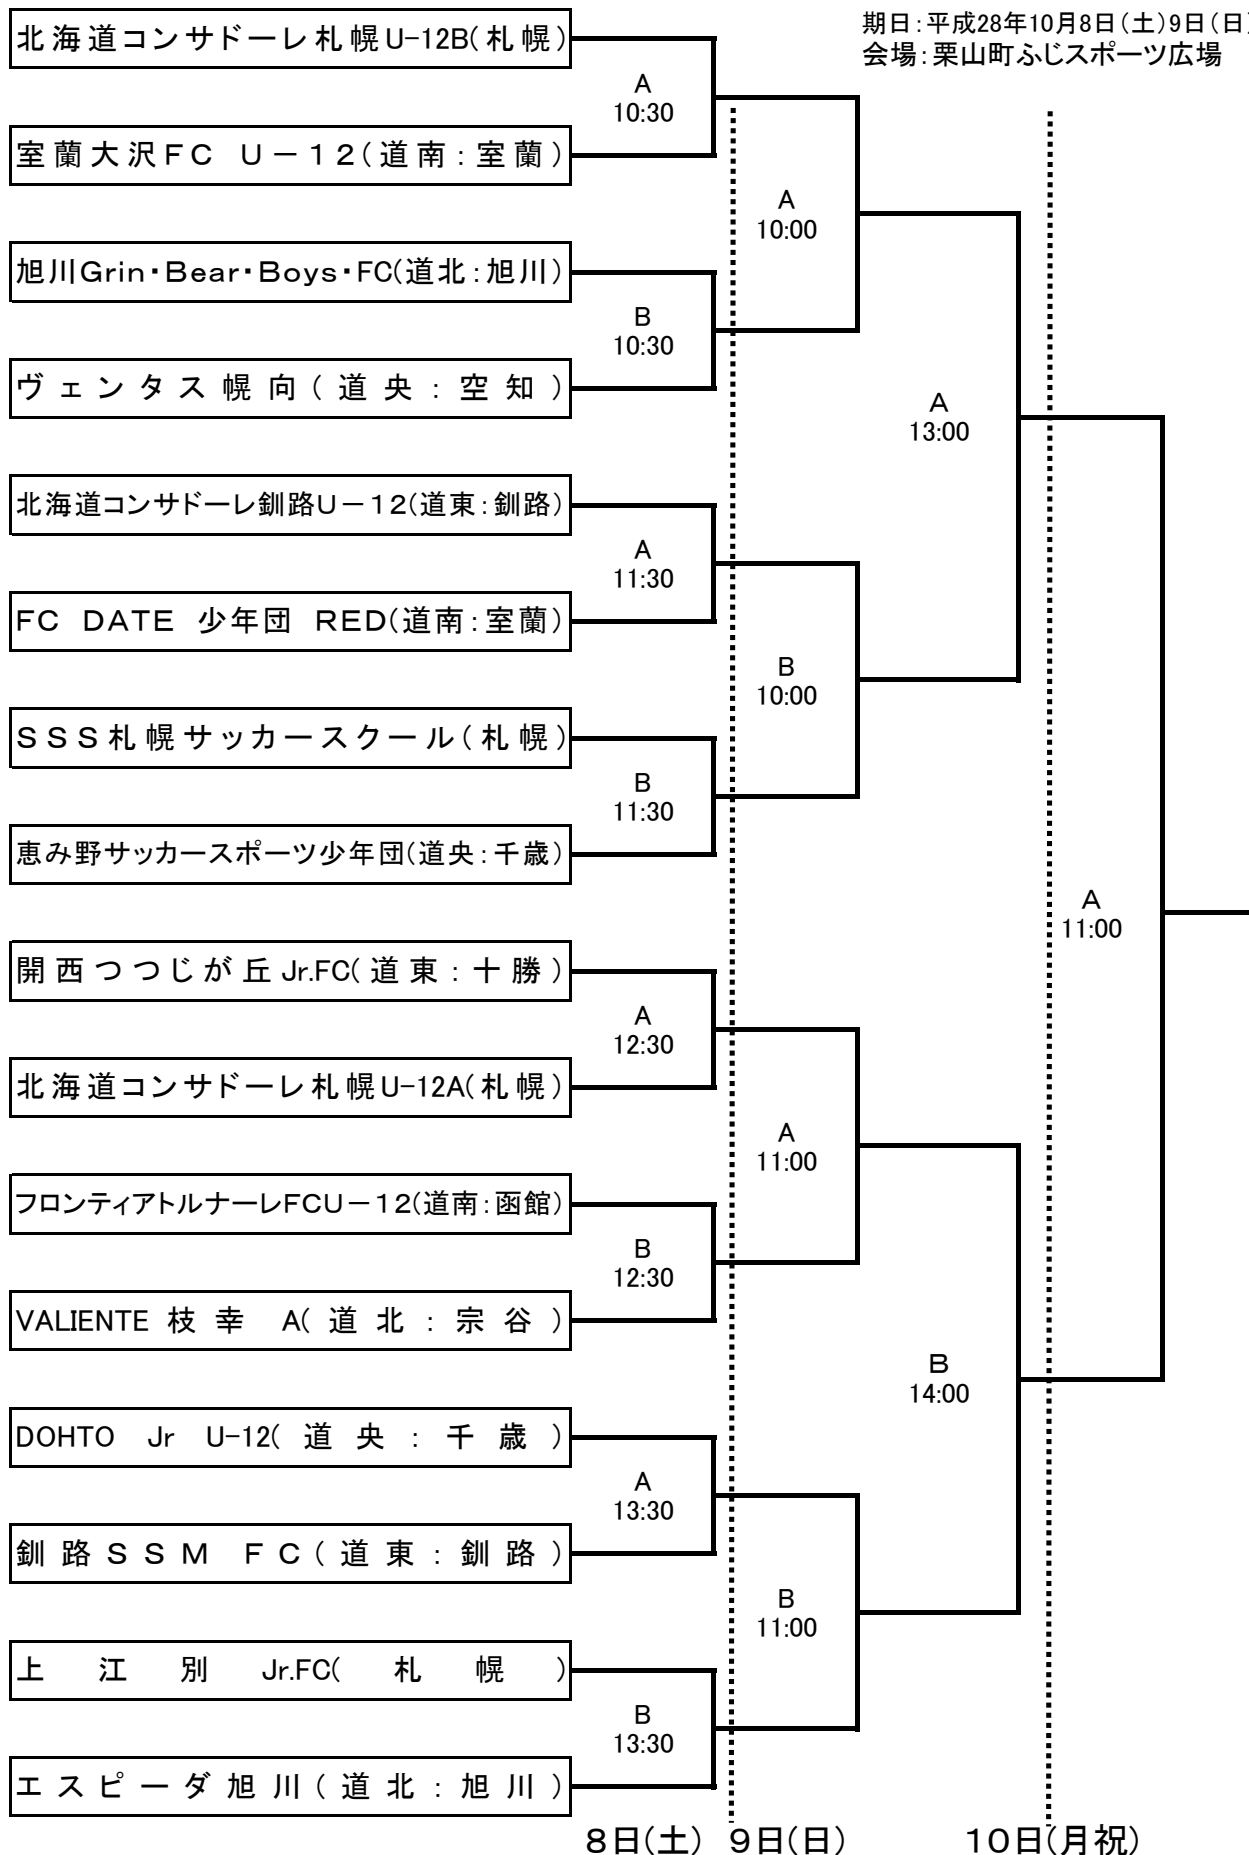 期日：平成28年10月8日（土）9日（日）
会場：栗山町ふじスポーツ広場
北海道コンサドーレ札幌U-12B（札幌）
A
10:30
室蘭大沢FC U－12（道南：室蘭）
A
10:00
旭川Grin・Bear・Boys・FC（道北：旭川）
B
10:30
ヴェンタス幌向（道央：空知）
A
13:00
北海道コンサドーレ釧路U－12（道東：釧路）
A
11:30
FC DATE 少年団 RED（道南：室蘭）
B
10:00
SSS札幌サッカースクール（札幌）
B
11:30
恵み野サッカースポーツ少年団（道央：千歳）
A
11:00
開西つつじが丘Jr.FC（道東：十勝）
A
12:30
北海道コンサドーレ札幌U-12A（札幌）
A
11:00
フロンティアトルナーレFCU－12（道南：函館）
B
12:30
VALIENTE枝幸 A（道北：宗谷）
B
14:00
DOHTO Jr U-12（道央：千歳）
A
13:30
釧路SSM FC（道東：釧路）
B
11:00
上江別Jr.FC（札幌）
B
13:30
エスピーダ旭川（道北：旭川）
8日（土） 9日（日） 10日（月祝）